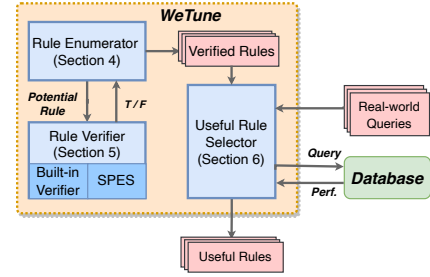 WeTune
Rule Enumerator
(Section 4)
Verified Rules
Potential
Rule
T / F
Rule Verifier
(Section 5)
Built-in
Verifier
SPES
Useful Rule
Selector
(Section 6)
Real-world
Queries
Query
Perf.
Database
Useful Rules